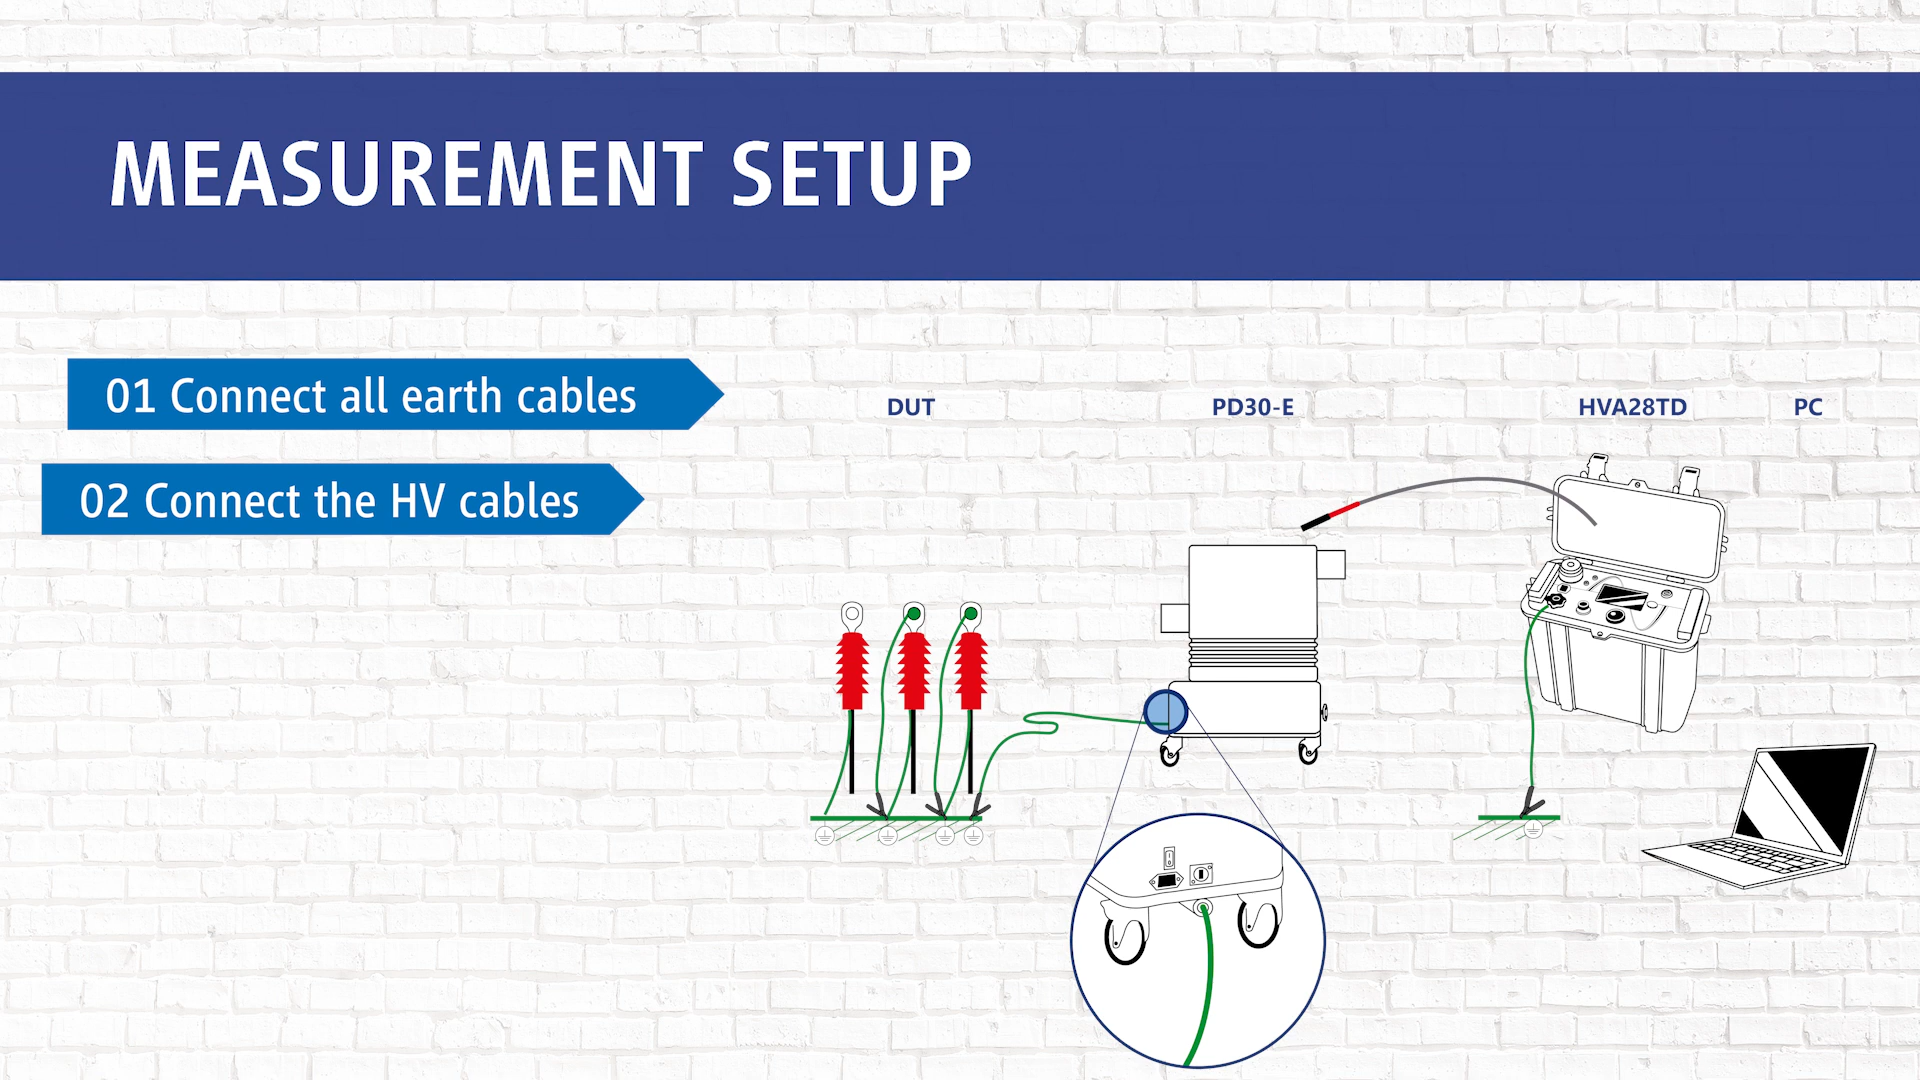 MEASUREMENT SETUP
01 Connect all earth cables
02 Connect the HV cables
DUT
PD30-E
HVA28TD
PC